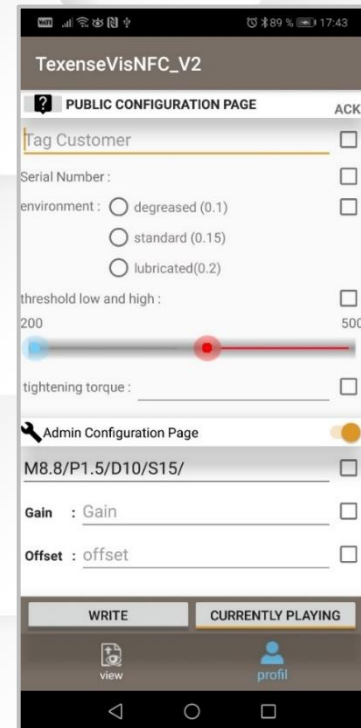 89 % 17:43
TexenseVisNFC_V2
PUBLIC CONFIGURATION PAGE
ACK
Tag Customer
Serial Number :
environment : degreased (0.1)
standard (0.15)
lubricated(0.2)
threshold low and high :
200 500
tightening torque :
Admin Configuration Page
M8.8/P1.5/D10/S15/
Gain : Gain
Offset : offset
WRITE CURRENTLY PLAYING
view profil